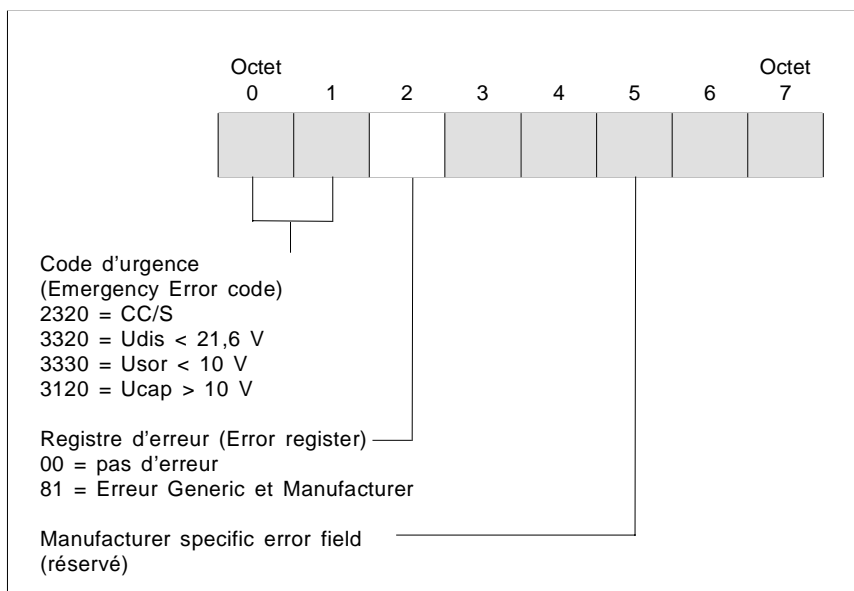 Octet Octet
0 1 2 3 4 5 6 7
Code d'urgence
(Emergency Error code)
2320 = CC/S
3320 = Udis < 21,6 V
3330 = Usor < 10 V
3120 = Ucap > 10 V
Registre d'erreur (Error register)
00 = pas d'erreur
81 = Erreur Generic et Manufacturer
Manufacturer specific error field
(réservé)